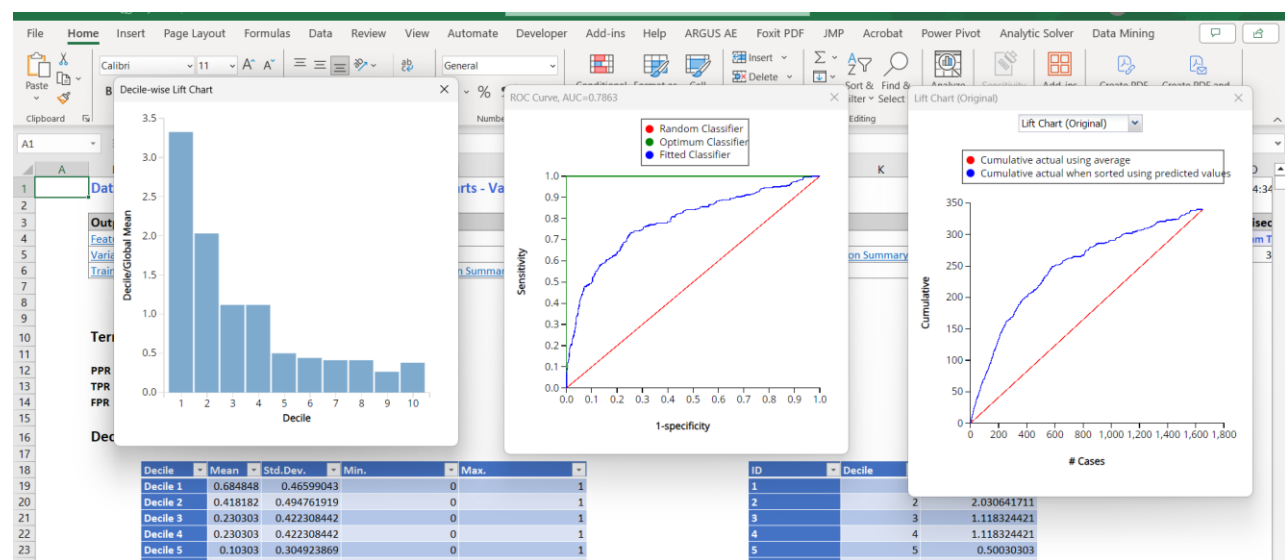 File Home Insert Page Layout Formulas Data Review View Automate Developer Add-ins Help ARGUS AE Foxit PDF JMP Acrobat Power Pivot Analytic Solver Data Mining
Calibri 11 General Insert
Paste B Delete Sort & Find & Select
Clipboard Editing
A1
A K
Decile-wise Lift Chart
3.5
3.0
2.5
2.0
1.5
1.0
0.5
0.0
Decile/Global Mean
1 2 3 4 5 6 7 8 9 10
Decile
ROC Curve, AUC=0.7863
Random Classifier
Optimum Classifier
Fitted Classifier
1.0
0.9
0.8
0.7
0.6
0.5
0.4
0.3
0.2
0.1
0.0
Sensitivity
0.0 0.1 0.2 0.3 0.4 0.5 0.6 0.7 0.8 0.9 1.0
1-specificity
Lift Chart (Original)
Lift Chart (Original)
Cumulative actual using average
Cumulative actual when sorted using predicted values
350
300
250
200
150
100
50
0
Cumulative
0 200 400 600 800 1,000 1,200 1,400 1,600 1,800
# Cases
1
2
3
4
5
6
7
8
9
10
11
12 PPR
13 TPR
14 FPR
15
16
17
18 Decile Mean Std.Dev. Min. Max. ID Decile
19 Decile 1 0.684848 0.46599043 0 1 1
20 Decile 2 0.418182 0.494761919 0 1 2 2 2.030641711
21 Decile 3 0.230303 0.422308442 0 1 3 3 1.118324421
22 Decile 4 0.230303 0.422308442 0 1 4 4 1.118324421
23 Decile 5 0.10303 0.304923869 0 1 5 5 0.50030303